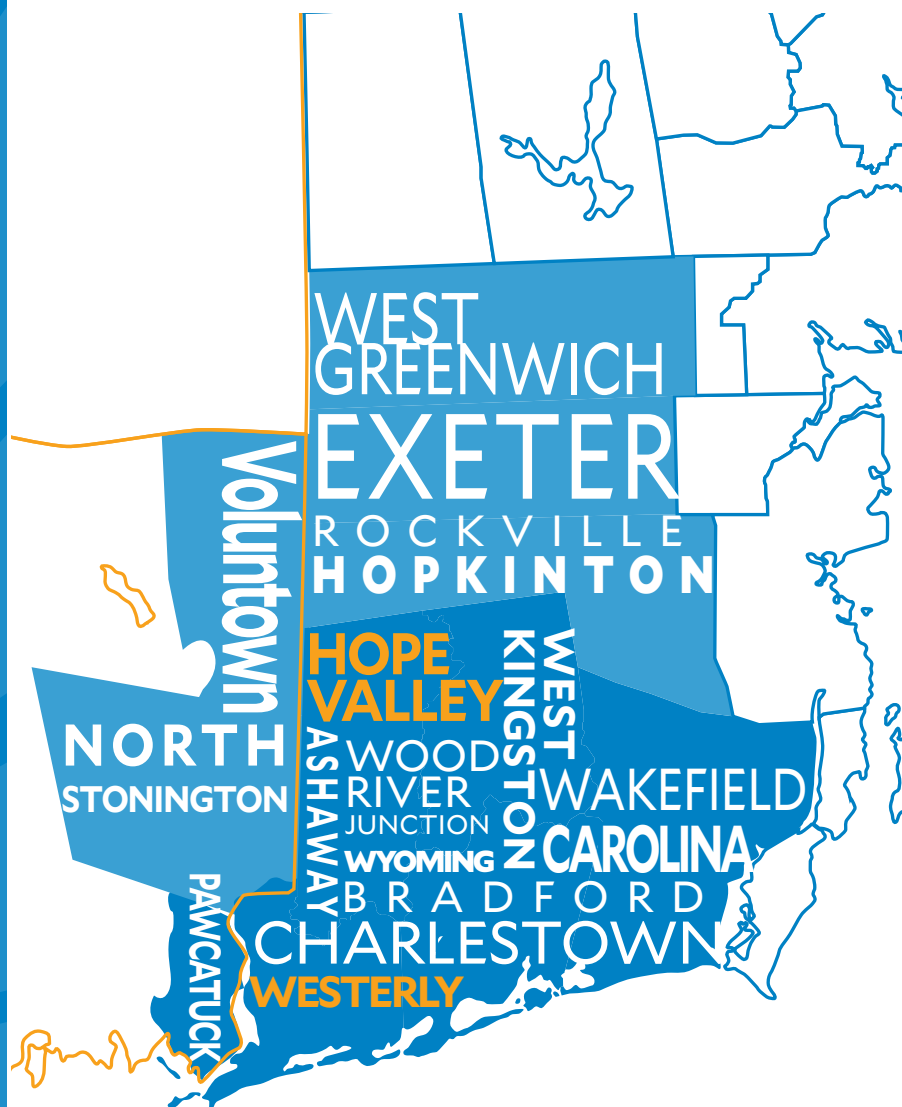 WEST
GREENWICH
EXETER
ROCKVILLE
HOPKINTON
Voluntown
NORTH
STONINGTON
PAWCATUCK
HOPE
VALLEY
ASHAWAY
WOOD
RIVER
JUNCTION
WYOMING
WEST
KINGSTON
WAKEFIELD
CAROLINA
BRADFORD
CHARLESTOWN
WESTERLY